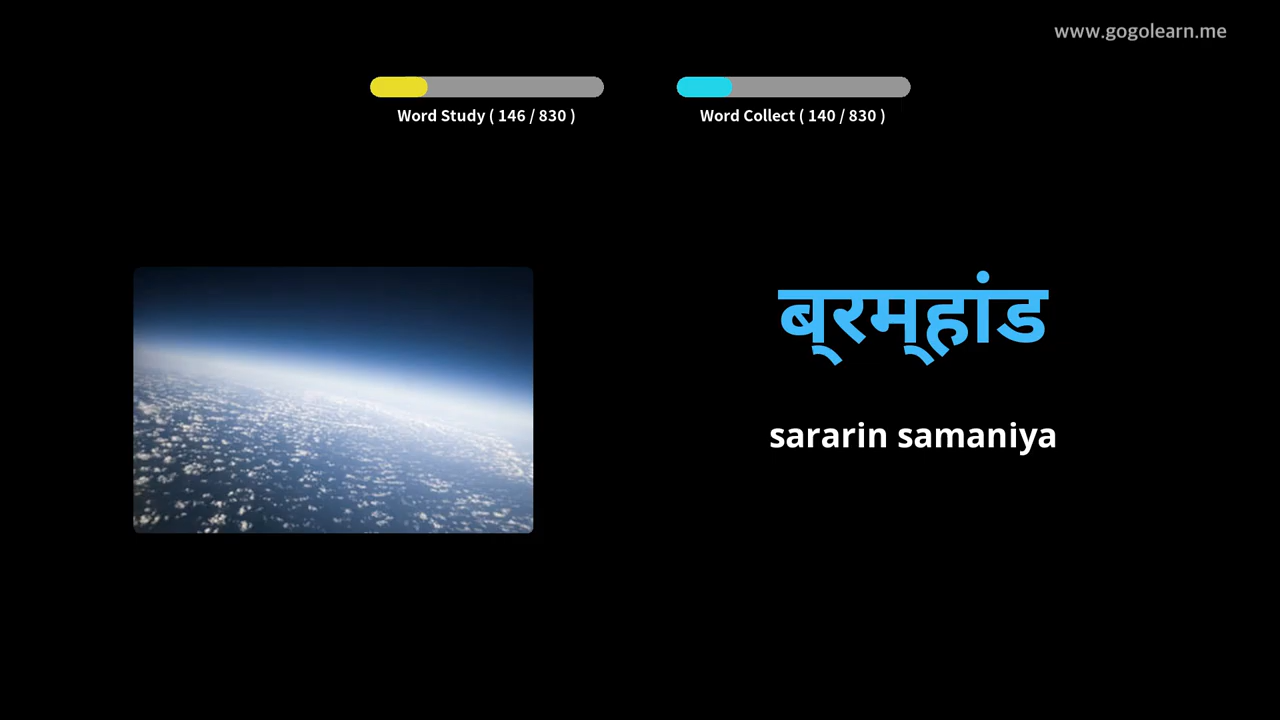 www.gogolearn.me
Word Study ( 146 / 830 )
Word Collect ( 140 / 830 )
ब्रम्हांड
sararin samaniya